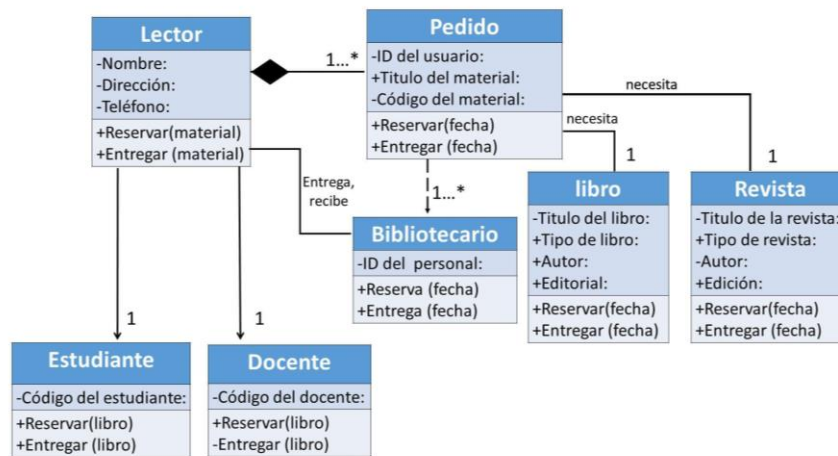 Lector
-Nombre:
-Dirección:
-Teléfono:
+Reservar(material)
+Entregar (material)
1...*
Pedido
-ID del usuario:
+Titulo del material:
-Código del material:
+Reservar(fecha)
+Entregar (fecha)
necesita
necesita
1
1
Entrega,
recibe
1...*
Bibliotecario
-ID del  personal:
+Reserva (fecha)
+Entrega (fecha)
libro
-Titulo del libro:
+Tipo de libro:
+Autor:
+Editorial:
+Reservar(fecha)
+Entregar (fecha)
Revista
-Titulo de la revista:
+Tipo de revista:
-Autor:
+Edición:
+Reservar(fecha)
+Entregar (fecha)
1
1
Estudiante
-Código del estudiante:
+Reservar(libro)
+Entregar (libro)
Docente
-Código del docente:
+Reservar(libro)
-Entregar (libro)